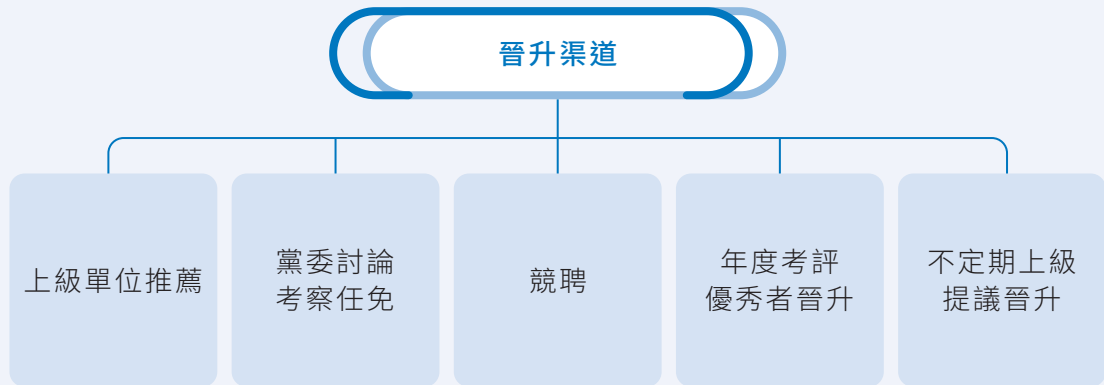 晉升渠道
上級單位推薦
黨委討論
考察任免
競聘
年度考評
優秀者晉升
不定期上級
提議晉升